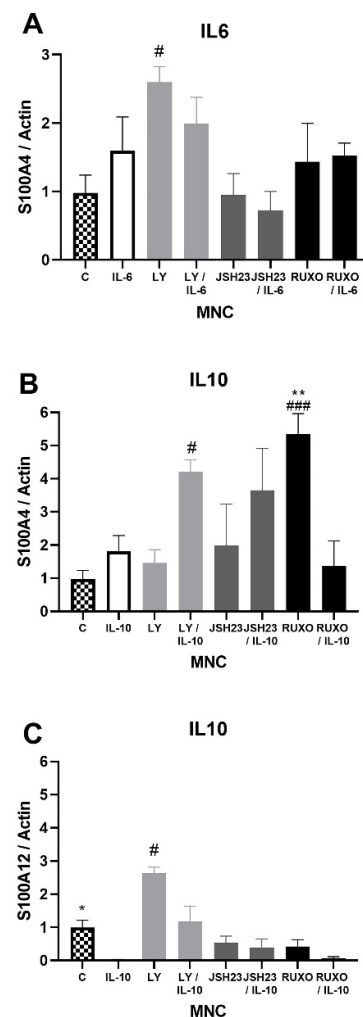 A
IL6
#
3
2
1
0
S100A4 / Actin
C
IL-6
LY
LY /
IL-6
JSH23
JSH23
/ IL-6
RUXO
RUXO
/ IL-6
MNC
B
IL10
**
###
#
6
5
4
3
2
1
0
S100A4 / Actin
C
IL-10
LY
LY /
IL-10
JSH23
JSH23
/ IL-10
RUXO
RUXO
/ IL-10
MNC
C
IL10
6
5
4
3
2
1
0
#
*
S100A12 / Actin
C
IL-10
LY
LY /
IL-10
JSH23
JSH23
/ IL-10
RUXO
RUXO
/ IL-10
MNC